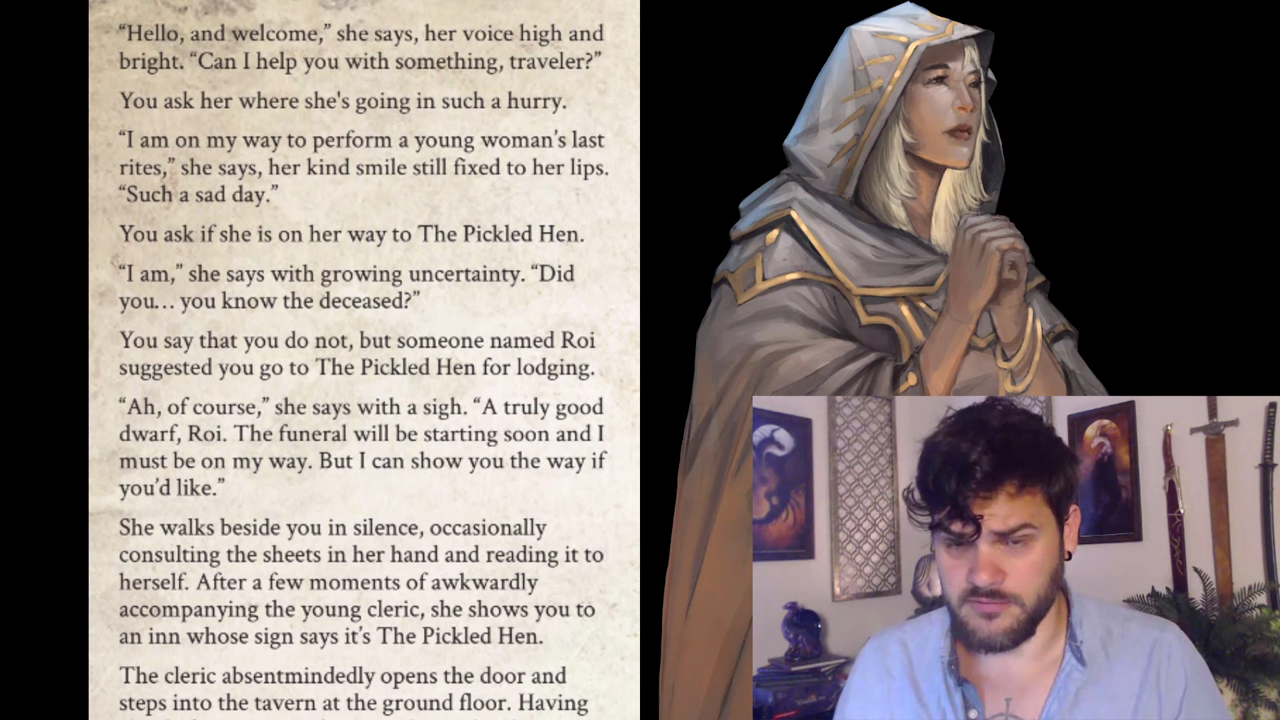 “Hello, and welcome,” she says, her voice high and
bright. “Can I help you with something, traveler?”
You ask her where she's going in such a hurry.
“I am on my way to perform a young woman’s last
rites,” she says, her kind smile still fixed to her lips.
“Such a sad day.”
You ask if she is on her way to The Pickled Hen.
“I am,” she says with growing uncertainty. “Did
you… you know the deceased?”
You say that you do not, but someone named Roi
suggested you go to The Pickled Hen for lodging.
“Ah, of course,” she says with a sigh. “A truly good
dwarf, Roi. The funeral will be starting soon and I
must be on my way. But I can show you the way if
you’d like.”
She walks beside you in silence, occasionally
consulting the sheets in her hand and reading it to
herself. After a few moments of awkwardly
accompanying the young cleric, she shows you to
an inn whose sign says it’s The Pickled Hen.
The cleric absentmindedly opens the door and
steps into the tavern at the ground floor. Having